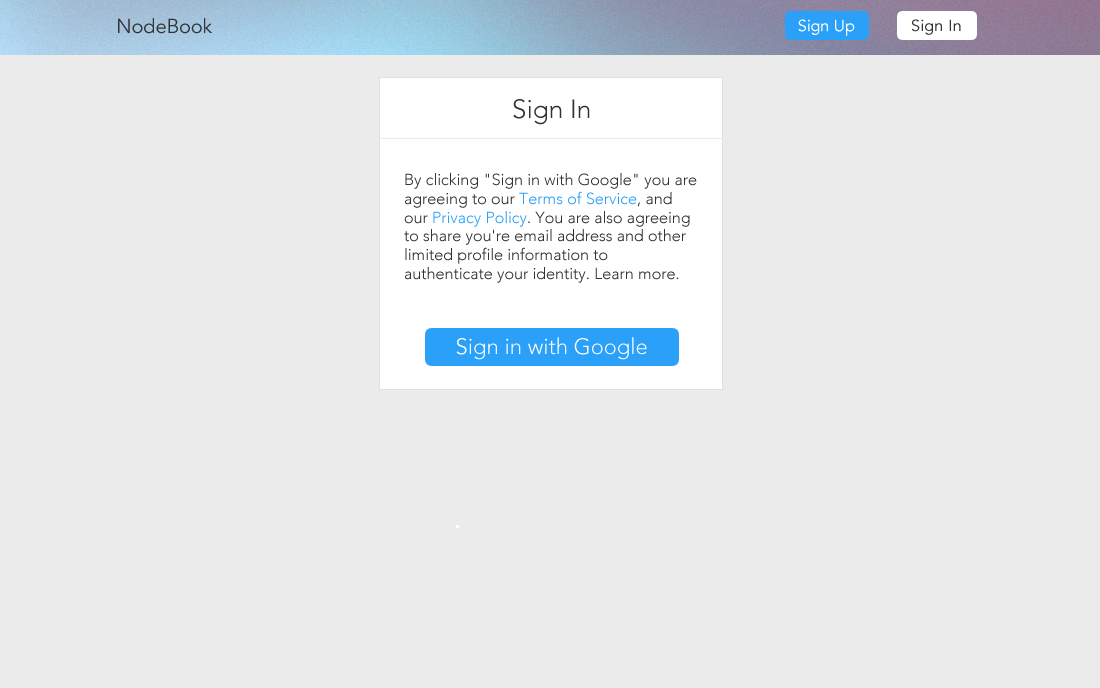 NodeBook
Sign Up
Sign In
Sign In
By clicking "Sign in with Google" you are
agreeing to our Terms of Service, and
our Privacy Policy. You are also agreeing
to share you're email address and other
limited profile information to
authenticate your identity. Learn more.
Sign in with Google